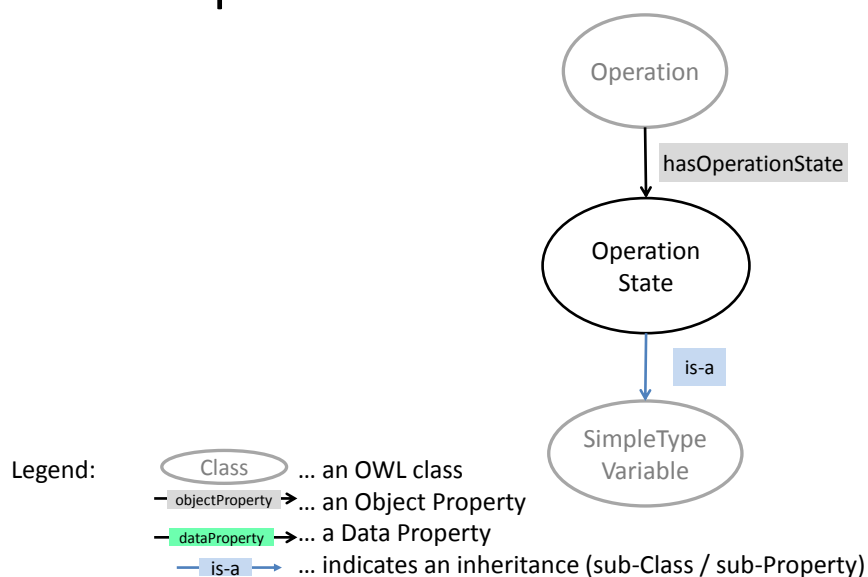 Operation
hasOperationState
Operation
State
is-a
SimpleType
Variable
Legend:
Class ... an OWL class
objectProperty ... an Object Property
dataProperty ... a Data Property
is-a ... indicates an inheritance (sub-Class / sub-Property)